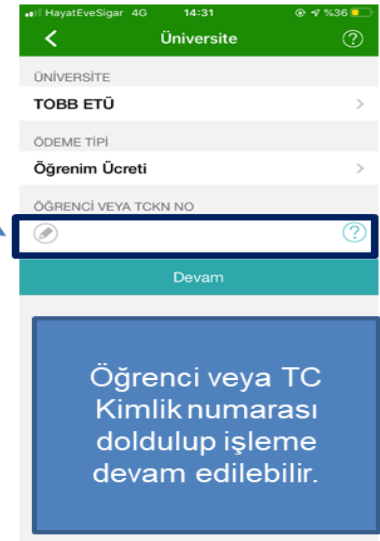 HayatEveSigar 4G 14:31 %36
Üniversite ?
ÜNİVERSİTE
TOBB ETÜ
ÖDEME TİPİ
Öğrenim Ücreti
ÖĞRENCİ VEYA TCKN NO
?
Devam
Öğrenci veya TC
Kimlik numarası
doldulup işleme
devam edilebilir.